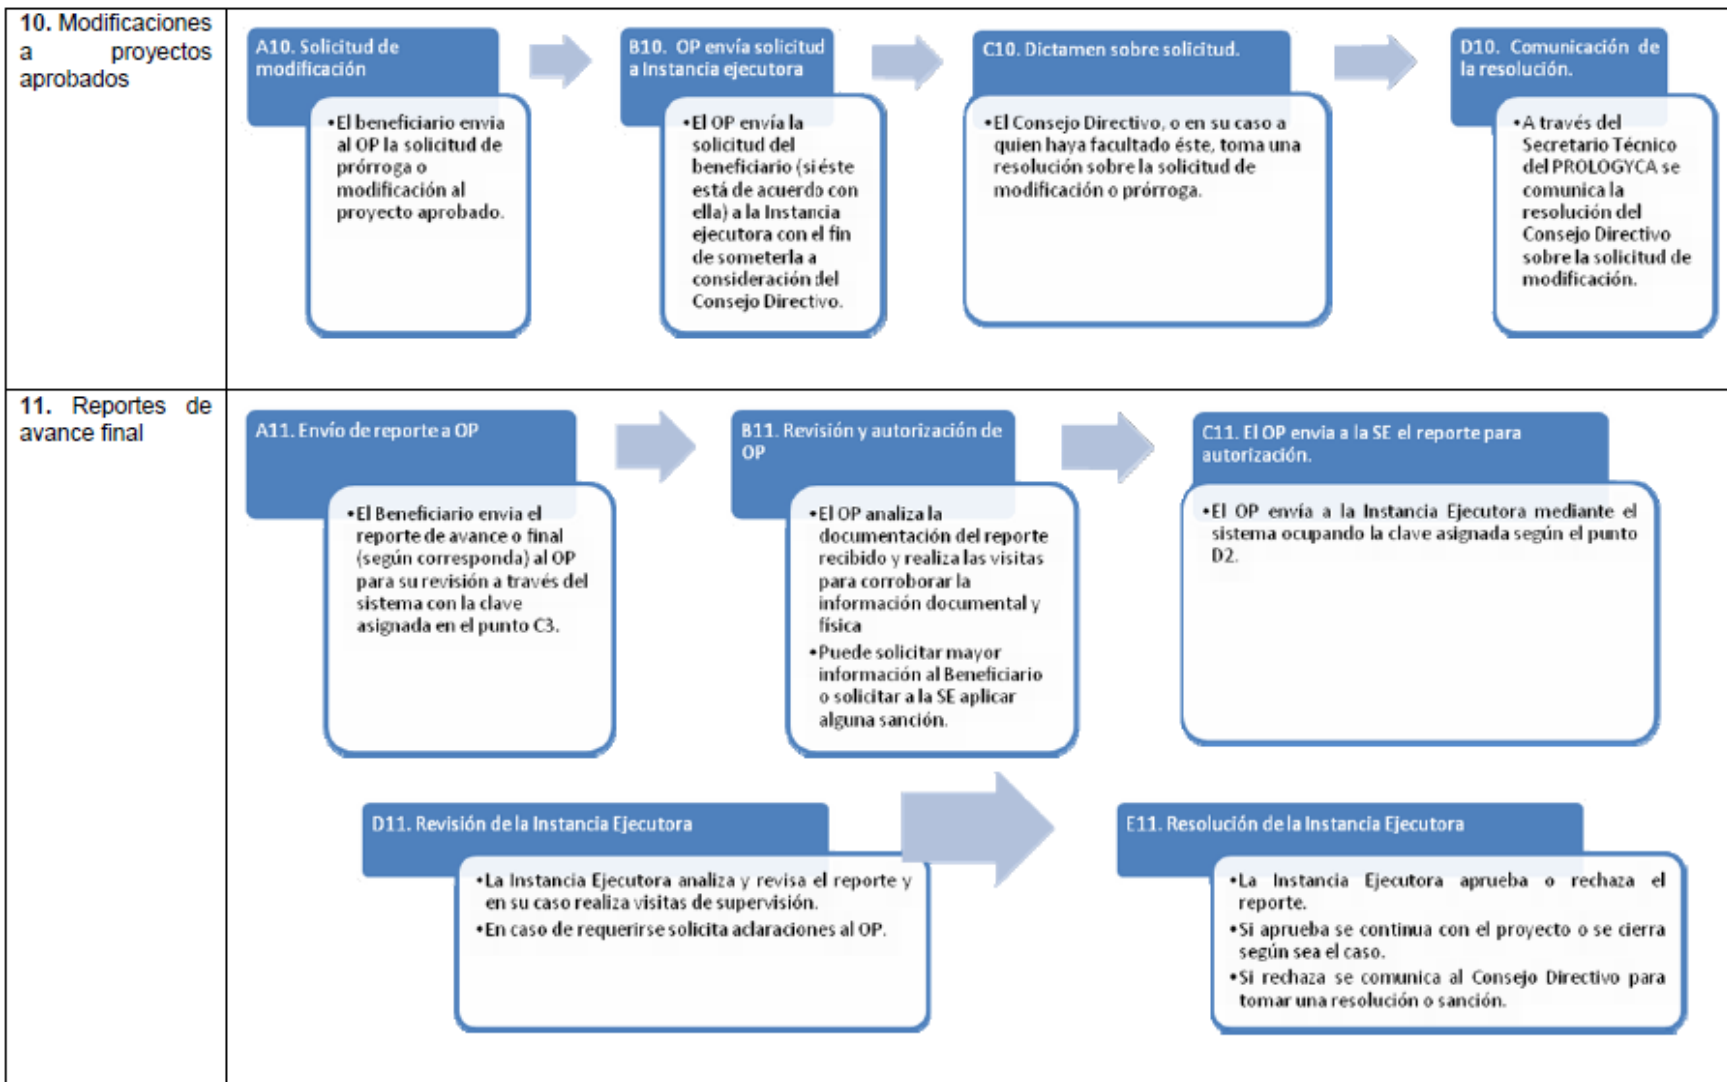 10. Modificaciones
a proyectos
aprobados
A10. Solicitud de
modificación
•El beneficiario envia
al OP la solicitud de
prórroga o
modificación al
proyecto aprobado.
B10. OP envía solicitud
a Instancia ejecutora
•El OP envía la
solicitud del
beneficiario (si éste
está de acuerdo con
ella) a la Instancia
ejecutora con el fin
de someterla a
consideración del
Consejo Directivo.
C10. Dictamen sobre solicitud.
•El Consejo Directivo, o en su caso a
quien haya facultado éste, toma una
resolución sobre la solicitud de
modificación o prórroga.
D10. Comunicación de
la resolución.
•A través del
Secretario Técnico
del PROLOGYCA se
comunica la
resolución del
Consejo Directivo
sobre la solicitud de
modificación.
11. Reportes de
avance final
A11. Envío de reporte a OP
•El Beneficiario envia el
reporte de avance o final
(según corresponda) al OP
para su revisión a través del
sistema con la clave
asignada en el punto C3.
B11. Revisión y autorización de
OP
•El OP analiza la
documentación del reporte
recibido y realiza las visitas
para corroborar la
información documental y
física
•Puede solicitar mayor
información al Beneficiario
o solicitar a la SE aplicar
alguna sanción.
C11. El OP envia a la SE el reporte para
autorización.
•El OP envía a la Instancia Ejecutora mediante el
sistema ocupando la clave asignada según el punto
D2.
D11. Revisión de la Instancia Ejecutora
•La Instancia Ejecutora analiza y revisa el reporte y
en su caso realiza visitas de supervisión.
•En caso de requerirse solicita aclaraciones al OP.
E11. Resolución de la Instancia Ejecutora
•La Instancia Ejecutora aprueba o rechaza el
reporte.
•Si aprueba se continua con el proyecto o se cierra
según sea el caso.
•Si rechaza se comunica al Consejo Directivo para
tomar una resolución o sanción.